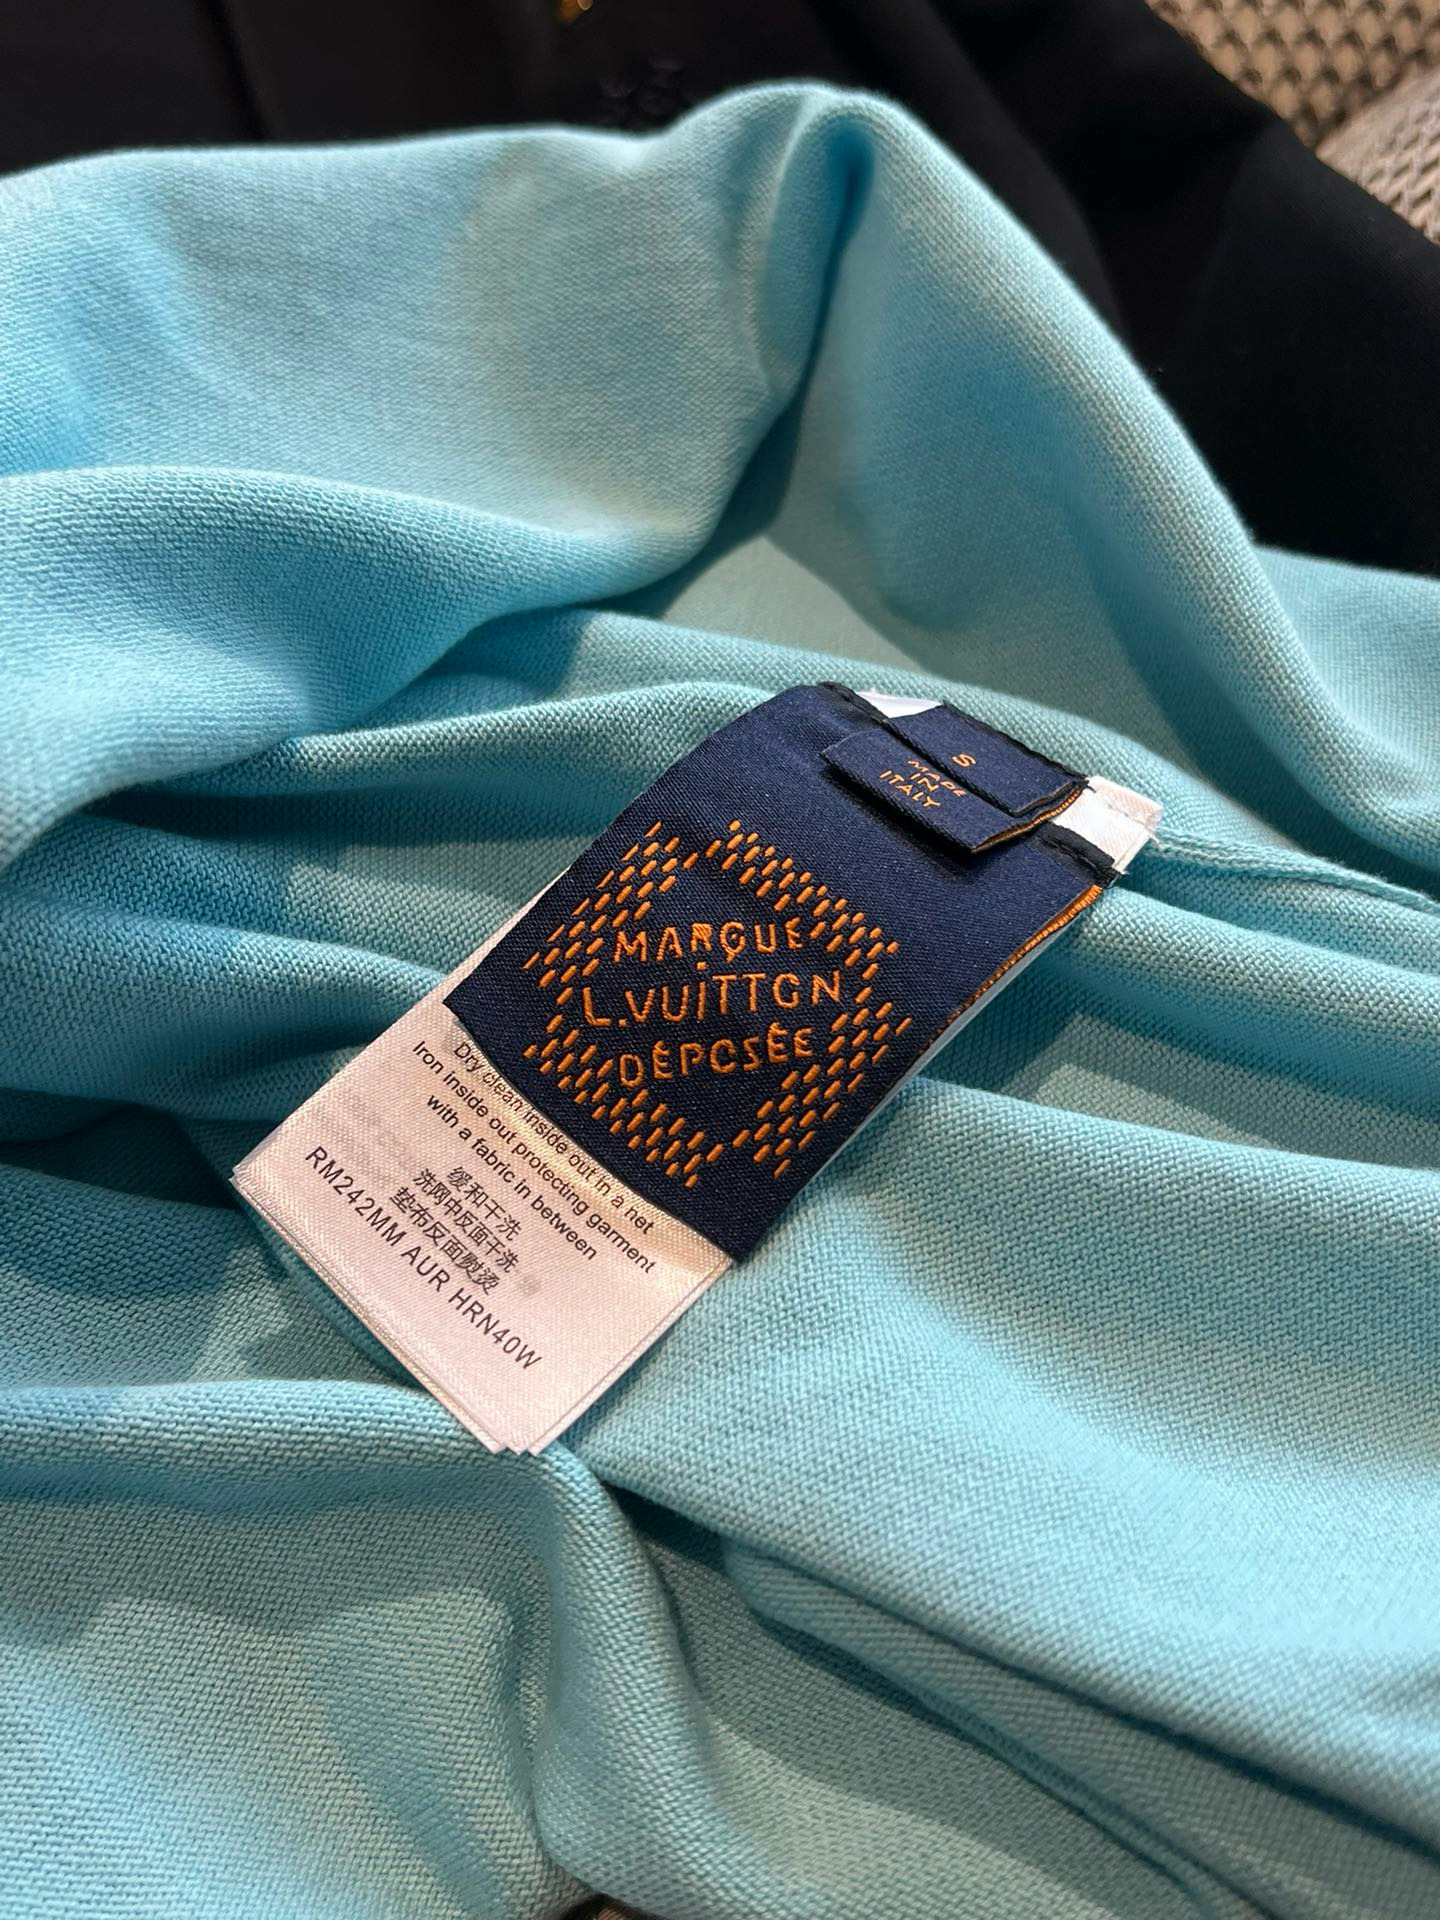 S
MADE
IN
ITALY
MARQUE
L.VUITTON
DÉPOSÉE
Dry clean inside out in a net
Iron inside out protecting garment
with a fabric in between
缓和干洗
洗网中反面干洗
垫布反面熨烫
RM242MM AUR HRN40W